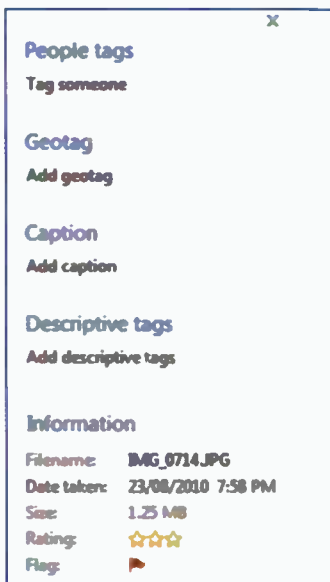 x
People tags
Tag someone
Geotag
Add geotag
Caption
Add caption
Descriptive tags
Add descriptive tags
Information
Filename: IMG_0714.JPG
Date taken: 23/08/2010 7:58 PM
Size: 1.25 MB
Rating:
Flag: